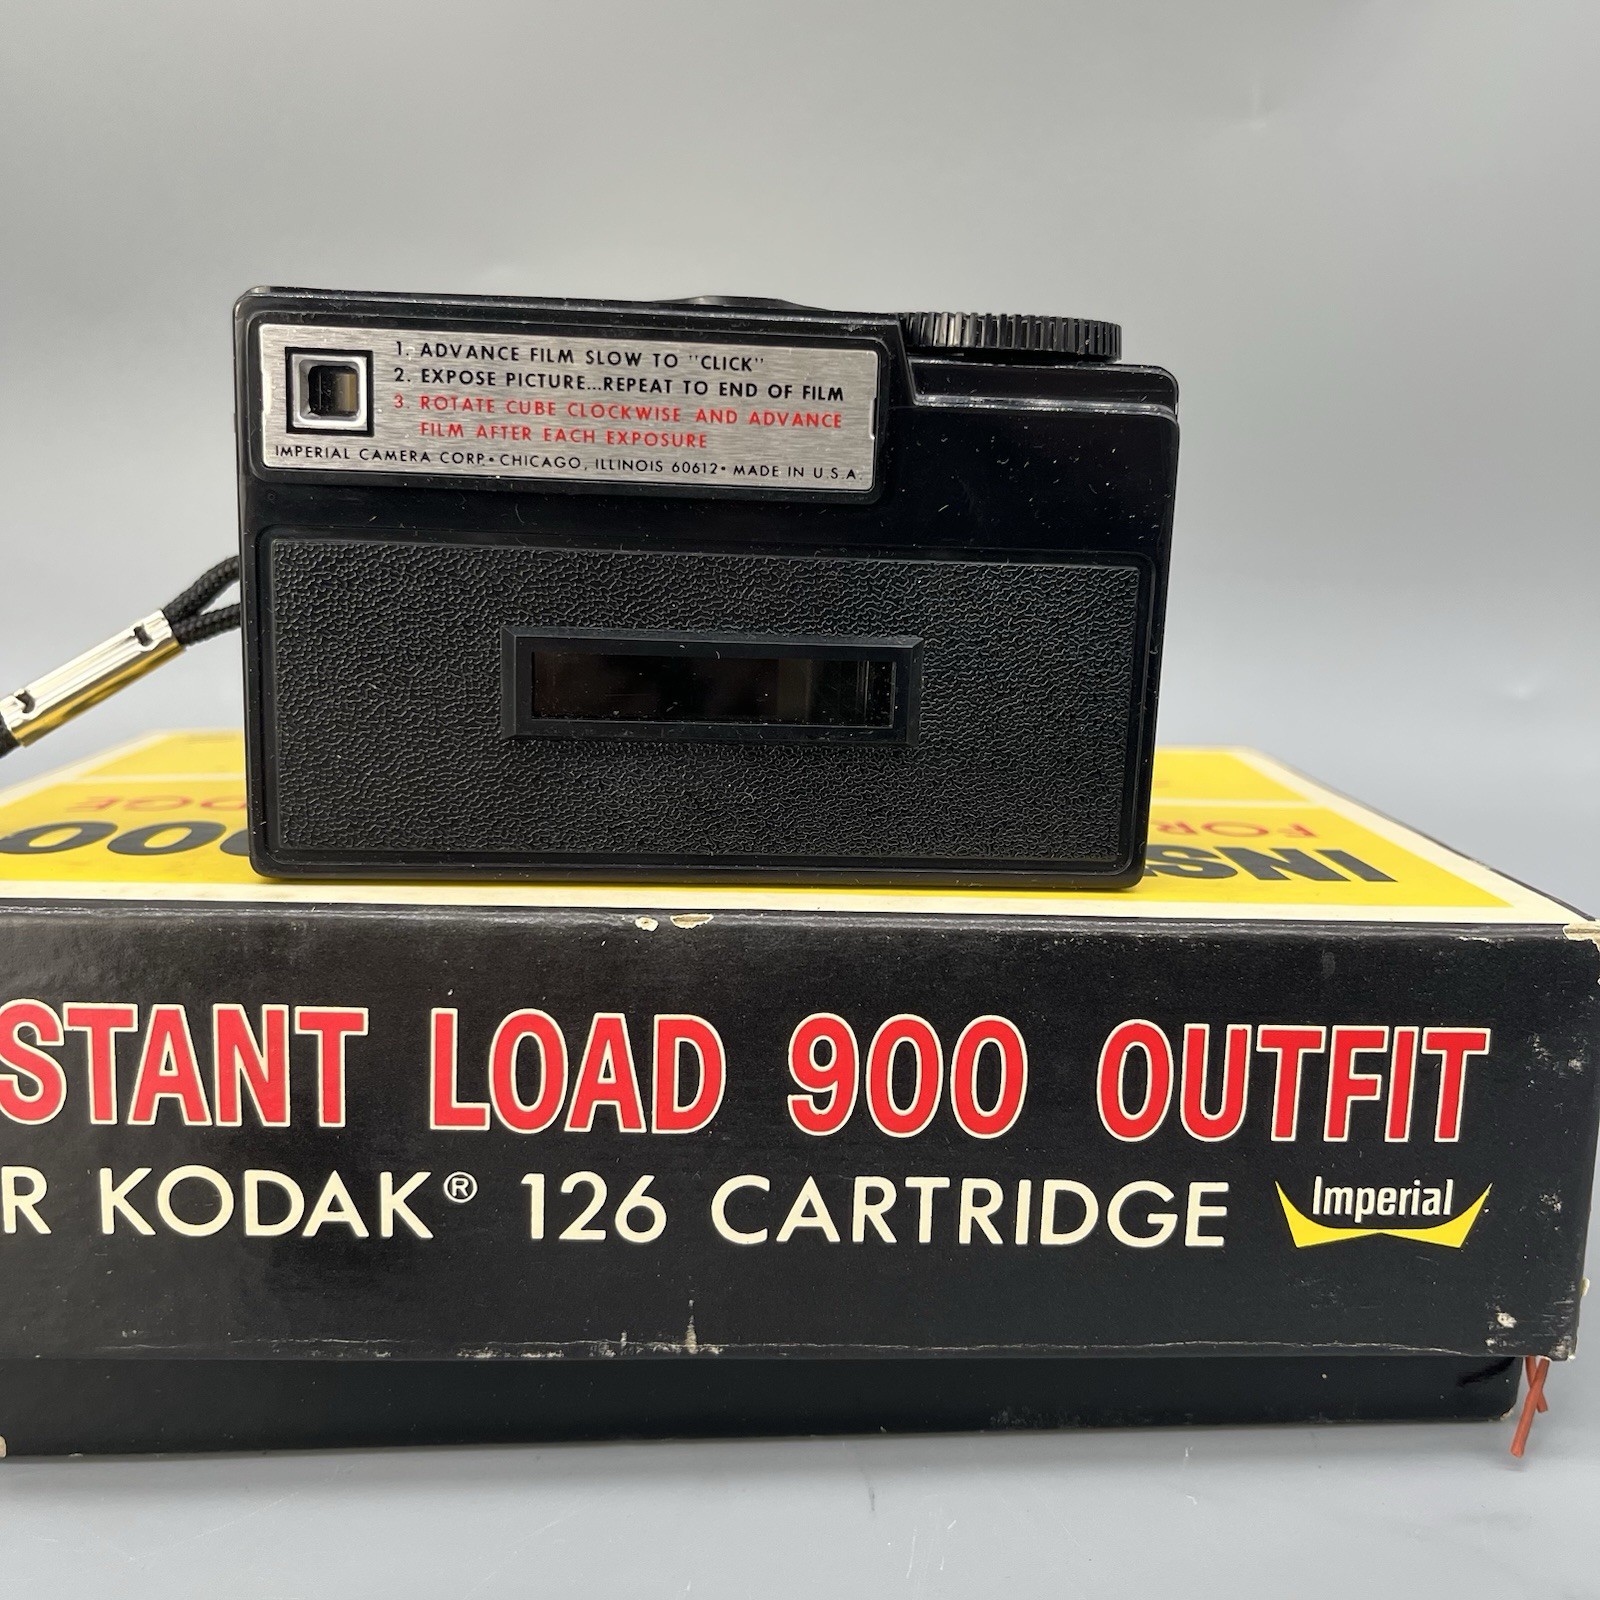 1. ADVANCE FILM SLOW TO "CLICK"
2. EXPOSE PICTURE...REPEAT TO END OF FILM
3. ROTATE CUBE CLOCKWISE AND ADVANCE
FILM AFTER EACH EXPOSURE
IMPERIAL CAMERA CORP. • CHICAGO, ILLINOIS 60612 • MADE IN U.S.A.
FOR
STANT LOAD 900 OUTFIT
R KODAK® 126 CARTRIDGE
Imperial